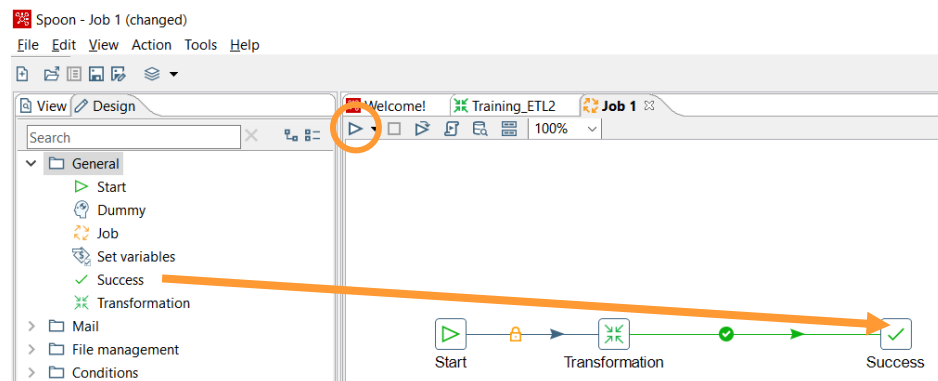 Spoon - Job 1 (changed)
File Edit View Action Tools Help
View Design
Welcome! Training_ETL2 Job 1
Search
100%
General
Start
Dummy
Job
Set variables
Success
Transformation
Mail
File management
Conditions
Start Transformation Success